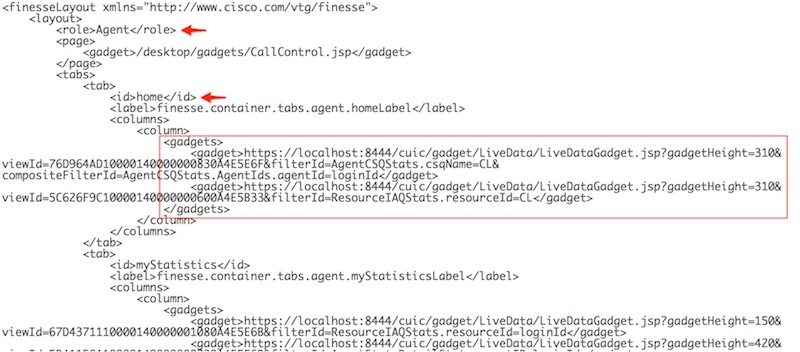 <finesseLayout xmlns="http://www.cisco.com/vtg/finesse">
<layout>
<role>Agent</role>
<page>
<gadget>/desktop/gadgets/CallControl.jsp</gadget>
</page>
<tabs>
<tab>
<id>home</id>
<label>finesse.container.tabs.agent.homeLabel</label>
<columns>
<column>
<gadgets>
<gadget>https://localhost:8444/cuic/gadget/LiveData/LiveDataGadget.jsp?gadgetHeight=310&
viewId=76D964AD10000140000000830A4E5E6F&filterId=AgentCSQStats.csqName=CL&
compositeFilterId=AgentCSQStats.AgentIds.agentId=loginId</gadget>
<gadget>https://localhost:8444/cuic/gadget/LiveData/LiveDataGadget.jsp?gadgetHeight=310&
viewId=5C626F9C10000140000000600A4E5B33&filterId=ResourceIAQStats.resourceId=CL</gadget>
</gadgets>
</column>
</columns>
</tab>
<tab>
<id>myStatistics</id>
<label>finesse.container.tabs.agent.myStatisticsLabel</label>
<columns>
<column>
<gadgets>
<gadget>https://localhost:8444/cuic/gadget/LiveData/LiveDataGadget.jsp?gadgetHeight=150&
viewId=67D4371110000140000001080A4E5E6B&filterId=ResourceIAQStats.resourceId=loginId</gadget>
<gadget>https://localhost:8444/cuic/gadget/LiveData/LiveDataGadget.jsp?gadgetHeight=420&